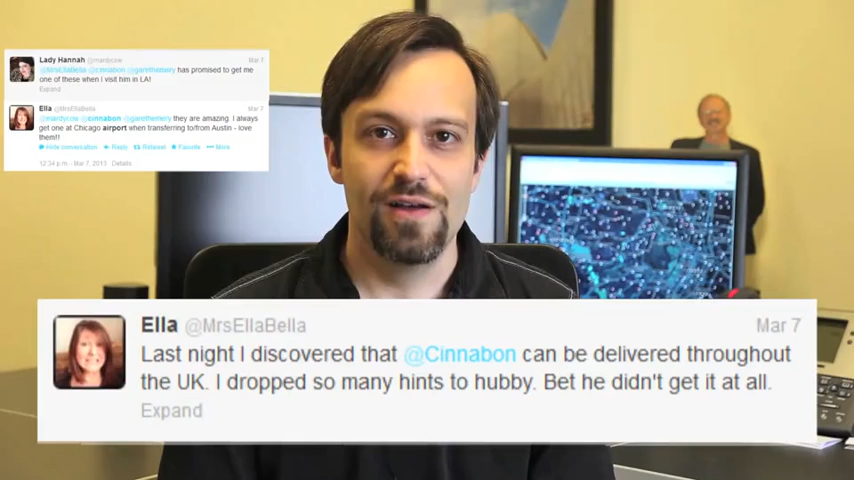 Lady Hannah @mardycow Mar 7
@MrsEllaBella @cinnabon @garethemery has promised to get me
one of these when I visit him in LA!
Expand
Ella @MrsEllaBella Mar 7
@mardycow @cinnabon @garethemery they are amazing. I always
get one at Chicago airport when transferring to/from Austin - love
them!!
Hide conversation Reply Retweet Favorite More
12:34 p.m. - Mar 7, 2013 Details
Ella @MrsEllaBella Mar 7
Last night I discovered that @Cinnabon can be delivered throughout
the UK. I dropped so many hints to hubby. Bet he didn't get it at all.
Expand